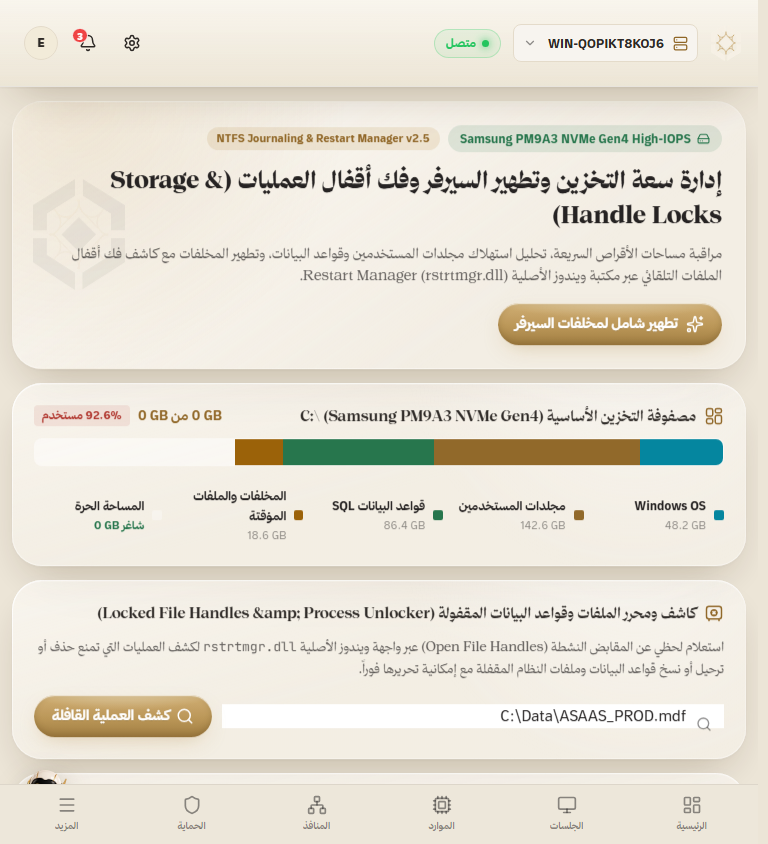 WIN-QOPIKT8KOJ6
متصل
3
E
Samsung PM9A3 NVMe Gen4 High-IOPS
NTFS Journaling & Restart Manager v2.5
إدارة سعة التخزين وتطهير السيرفر وفك أقفال العمليات (Storage &
Handle Locks)
مراقبة مساحات الأقراص السريعة، تحليل استهلاك مجلدات المستخدمين وقواعد البيانات، وتطهير المخلفات مع كاشف فك أقفال
الملفات التلقائي عبر مكتبة ويندوز الأصلية Restart Manager (rstrtmgr.dll).
تطهير شامل لمخلفات السيرفر
مصفوفة التخزين الأساسية C:\ (Samsung PM9A3 NVMe Gen4)
0 GB من 0 GB
92.6% مستخدم
Windows OS
48.2 GB
مجلدات المستخدمين
142.6 GB
قواعد البيانات SQL
86.4 GB
المخلفات والملفات
المؤقتة
18.6 GB
المساحة الحرة
0 GB شاغر
كاشف ومحرر الملفات وقواعد البيانات المقفولة (Locked File Handles &amp; Process Unlocker)
استعلام لحظي عن المقابض النشطة (Open File Handles) عبر واجهة ويندوز الأصلية rstrtmgr.dll لكشف العمليات التي تمنع حذف أو
ترحيل أو نسخ قواعد البيانات وملفات النظام المقفلة مع إمكانية تحريرها فوراً.
C:\Data\ASAAS_PROD.mdf
كشف العملية القافلة
الرئيسية
الجلسات
الموارد
المنافذ
الحماية
المزيد